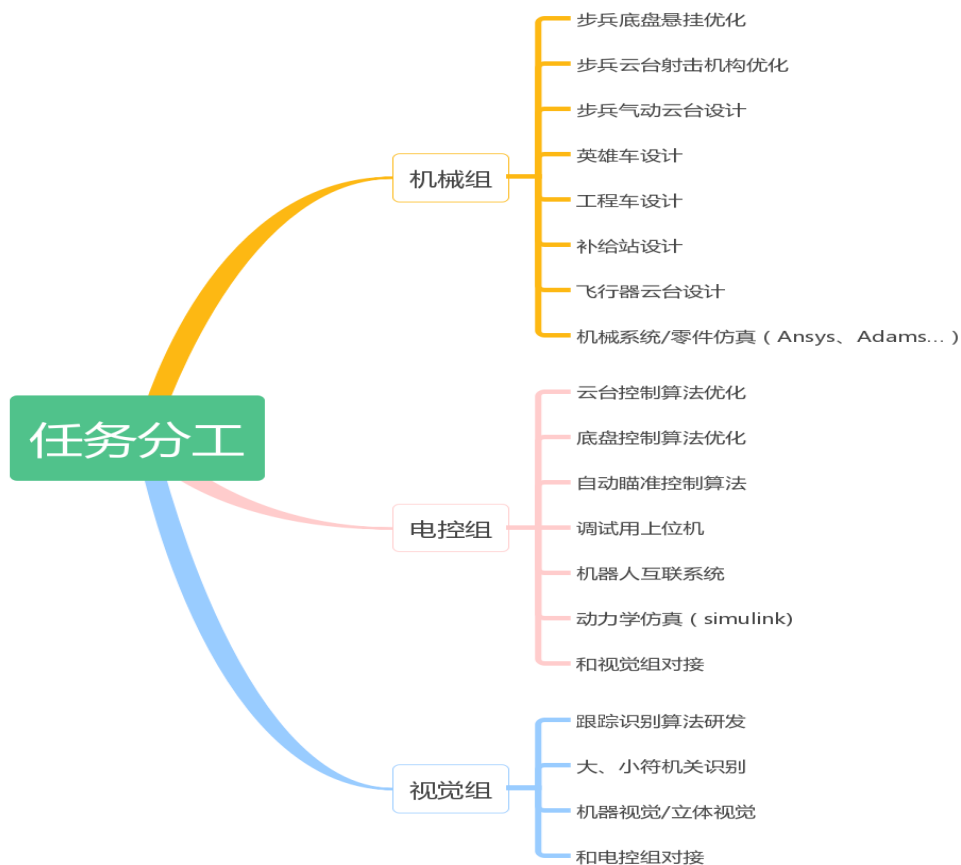 任务分工
机械组
步兵底盘悬挂优化
步兵云台射击机构优化
步兵气动云台设计
英雄车设计
工程车设计
补给站设计
飞行器云台设计
机械系统/零件仿真（Ansys、Adams...）
电控组
云台控制算法优化
底盘控制算法优化
自动瞄准控制算法
调试用上位机
机器人互联系统
动力学仿真（simulink)
和视觉组对接
视觉组
跟踪识别算法研发
大、小符机关识别
机器视觉/立体视觉
和电控组对接